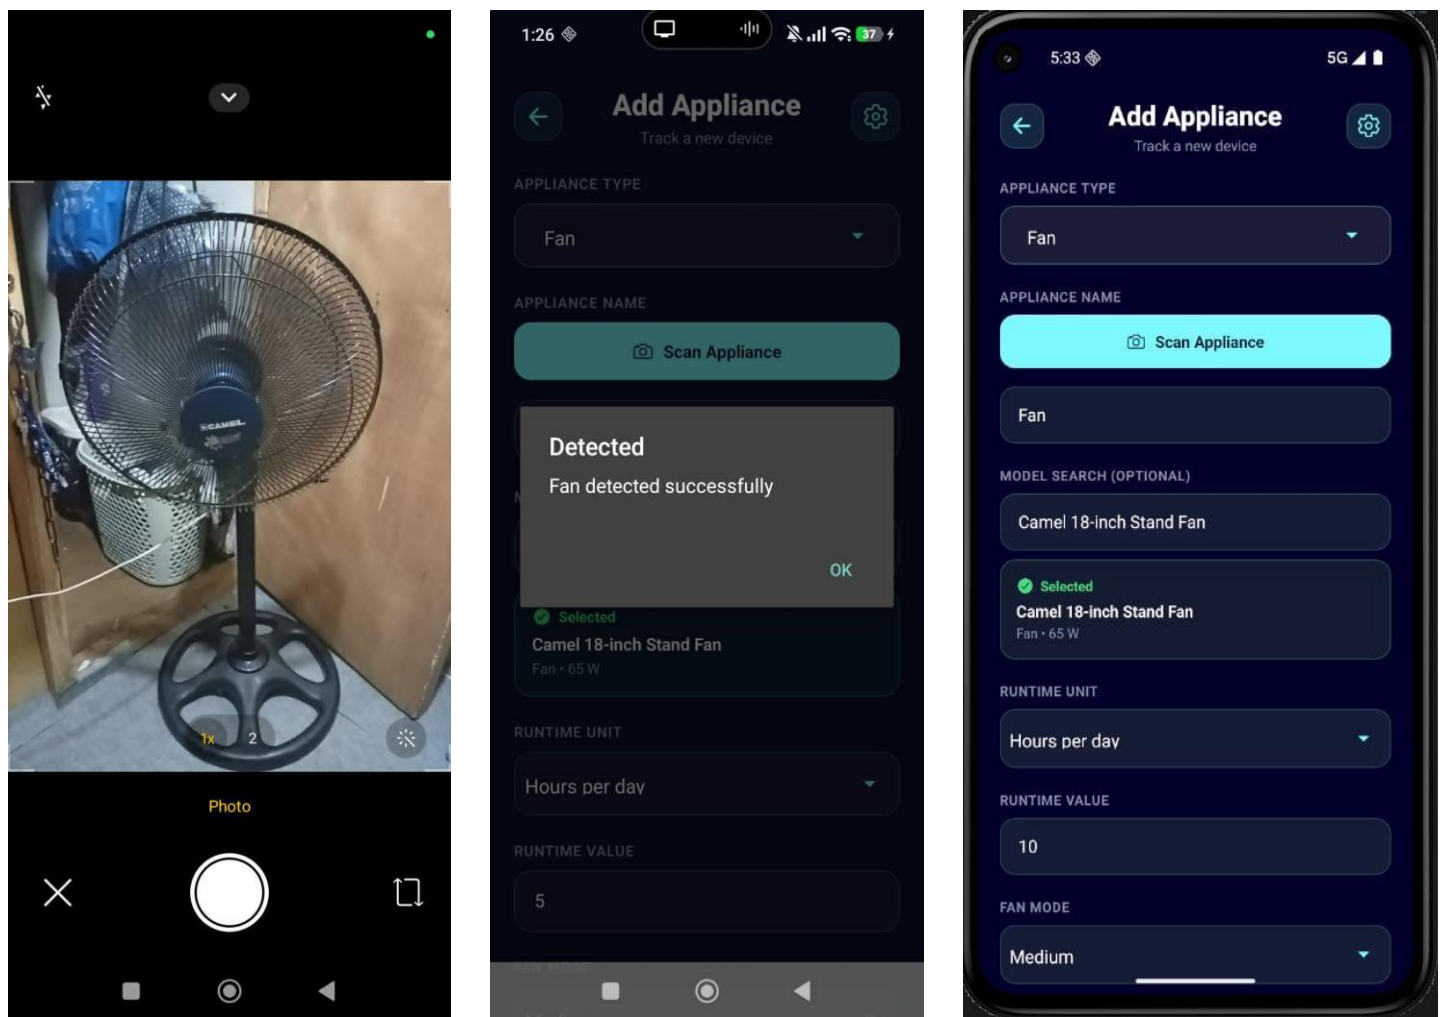 CAMEL
1x
2
Photo
1:26
37
Add Appliance
Track a new device
APPLIANCE TYPE
Fan
APPLIANCE NAME
Scan Appliance
Detected
Fan detected successfully
OK
Selected
Camel 18-inch Stand Fan
Fan • 65 W
RUNTIME UNIT
Hours per day
RUNTIME VALUE
5
FAN MODE
5:33
5G
Add Appliance
Track a new device
APPLIANCE TYPE
Fan
APPLIANCE NAME
Scan Appliance
Fan
MODEL SEARCH (OPTIONAL)
Camel 18-inch Stand Fan
Selected
Camel 18-inch Stand Fan
Fan • 65 W
RUNTIME UNIT
Hours per day
RUNTIME VALUE
10
FAN MODE
Medium